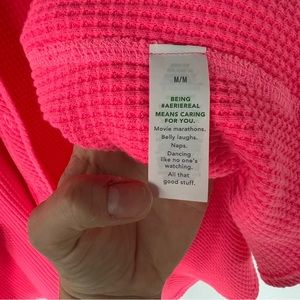 M/M
BEING
#AERIEREAL
MEANS CARING
FOR YOU.
Movie marathons.
Belly laughs.
Naps.
Dancing
like no one's
watching.
All that
good stuff.